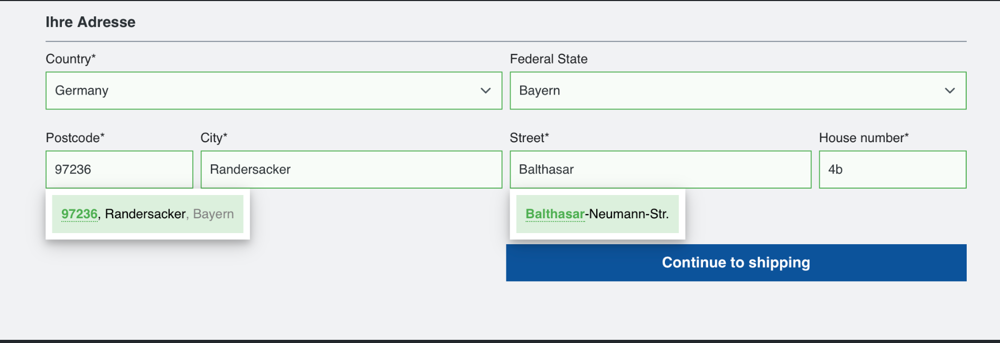 Ihre Adresse
Country* Federal State
Germany Bayern
Postcode* City* Street* House number*
97236 Randersacker Balthasar 4b
97236, Randersacker, Bayern Balthasar-Neumann-Str.
Continue to shipping